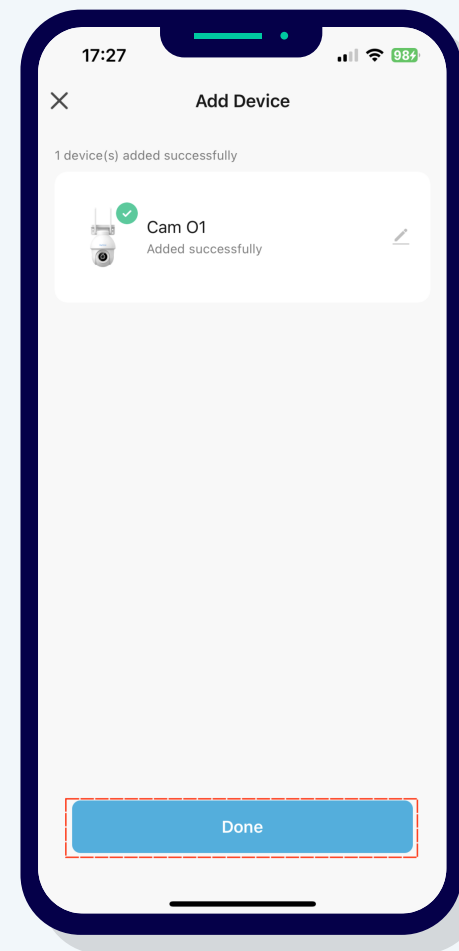 17:27
98
Add Device
1 device(s) added successfully
Cam O1
Added successfully
Done